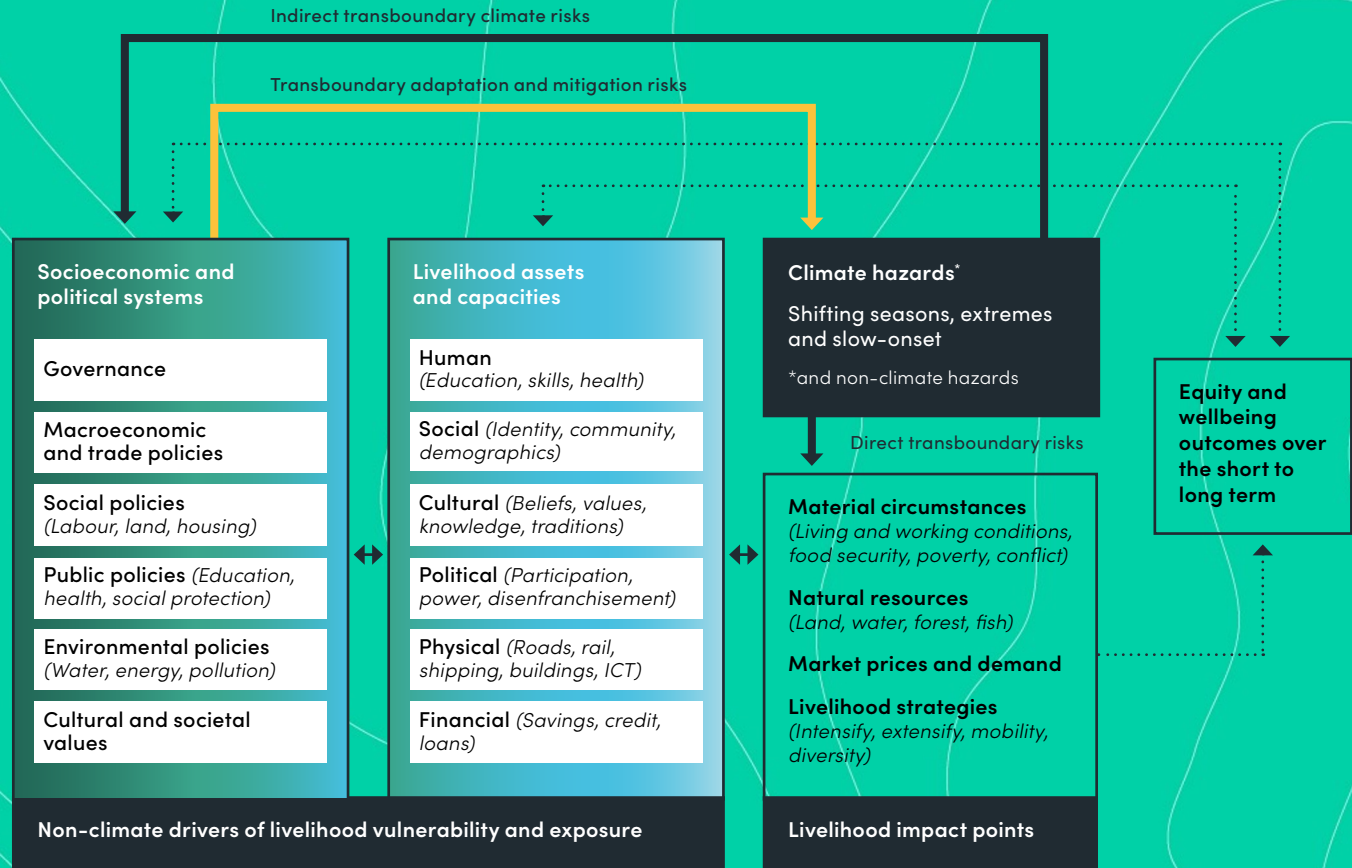 Indirect transboundary climate risks
Transboundary adaptation and mitigation risks
Socioeconomic and
political systems
Governance
Macroeconomic
and trade policies
Social policies
(Labour, land, housing)
Public policies (Education,
health, social protection)
Environmental policies
(Water, energy, pollution)
Cultural and societal
values
Livelihood assets
and capacities
Human
(Education, skills, health)
Social (Identity, community,
demographics)
Cultural (Beliefs, values,
knowledge, traditions)
Political (Participation,
power, disenfranchisement)
Physical (Roads, rail,
shipping, buildings, ICT)
Financial (Savings, credit,
loans)
Non-climate drivers of livelihood vulnerability and exposure
Climate hazards*
Shifting seasons, extremes
and slow-onset
*and non-climate hazards
Direct transboundary risks
Material circumstances
(Living and working conditions,
food security, poverty, conflict)
Natural resources
(Land, water, forest, fish)
Market prices and demand
Livelihood strategies
(Intensify, extensify, mobility,
diversity)
Livelihood impact points
Equity and
wellbeing
outcomes over
the short to
long term